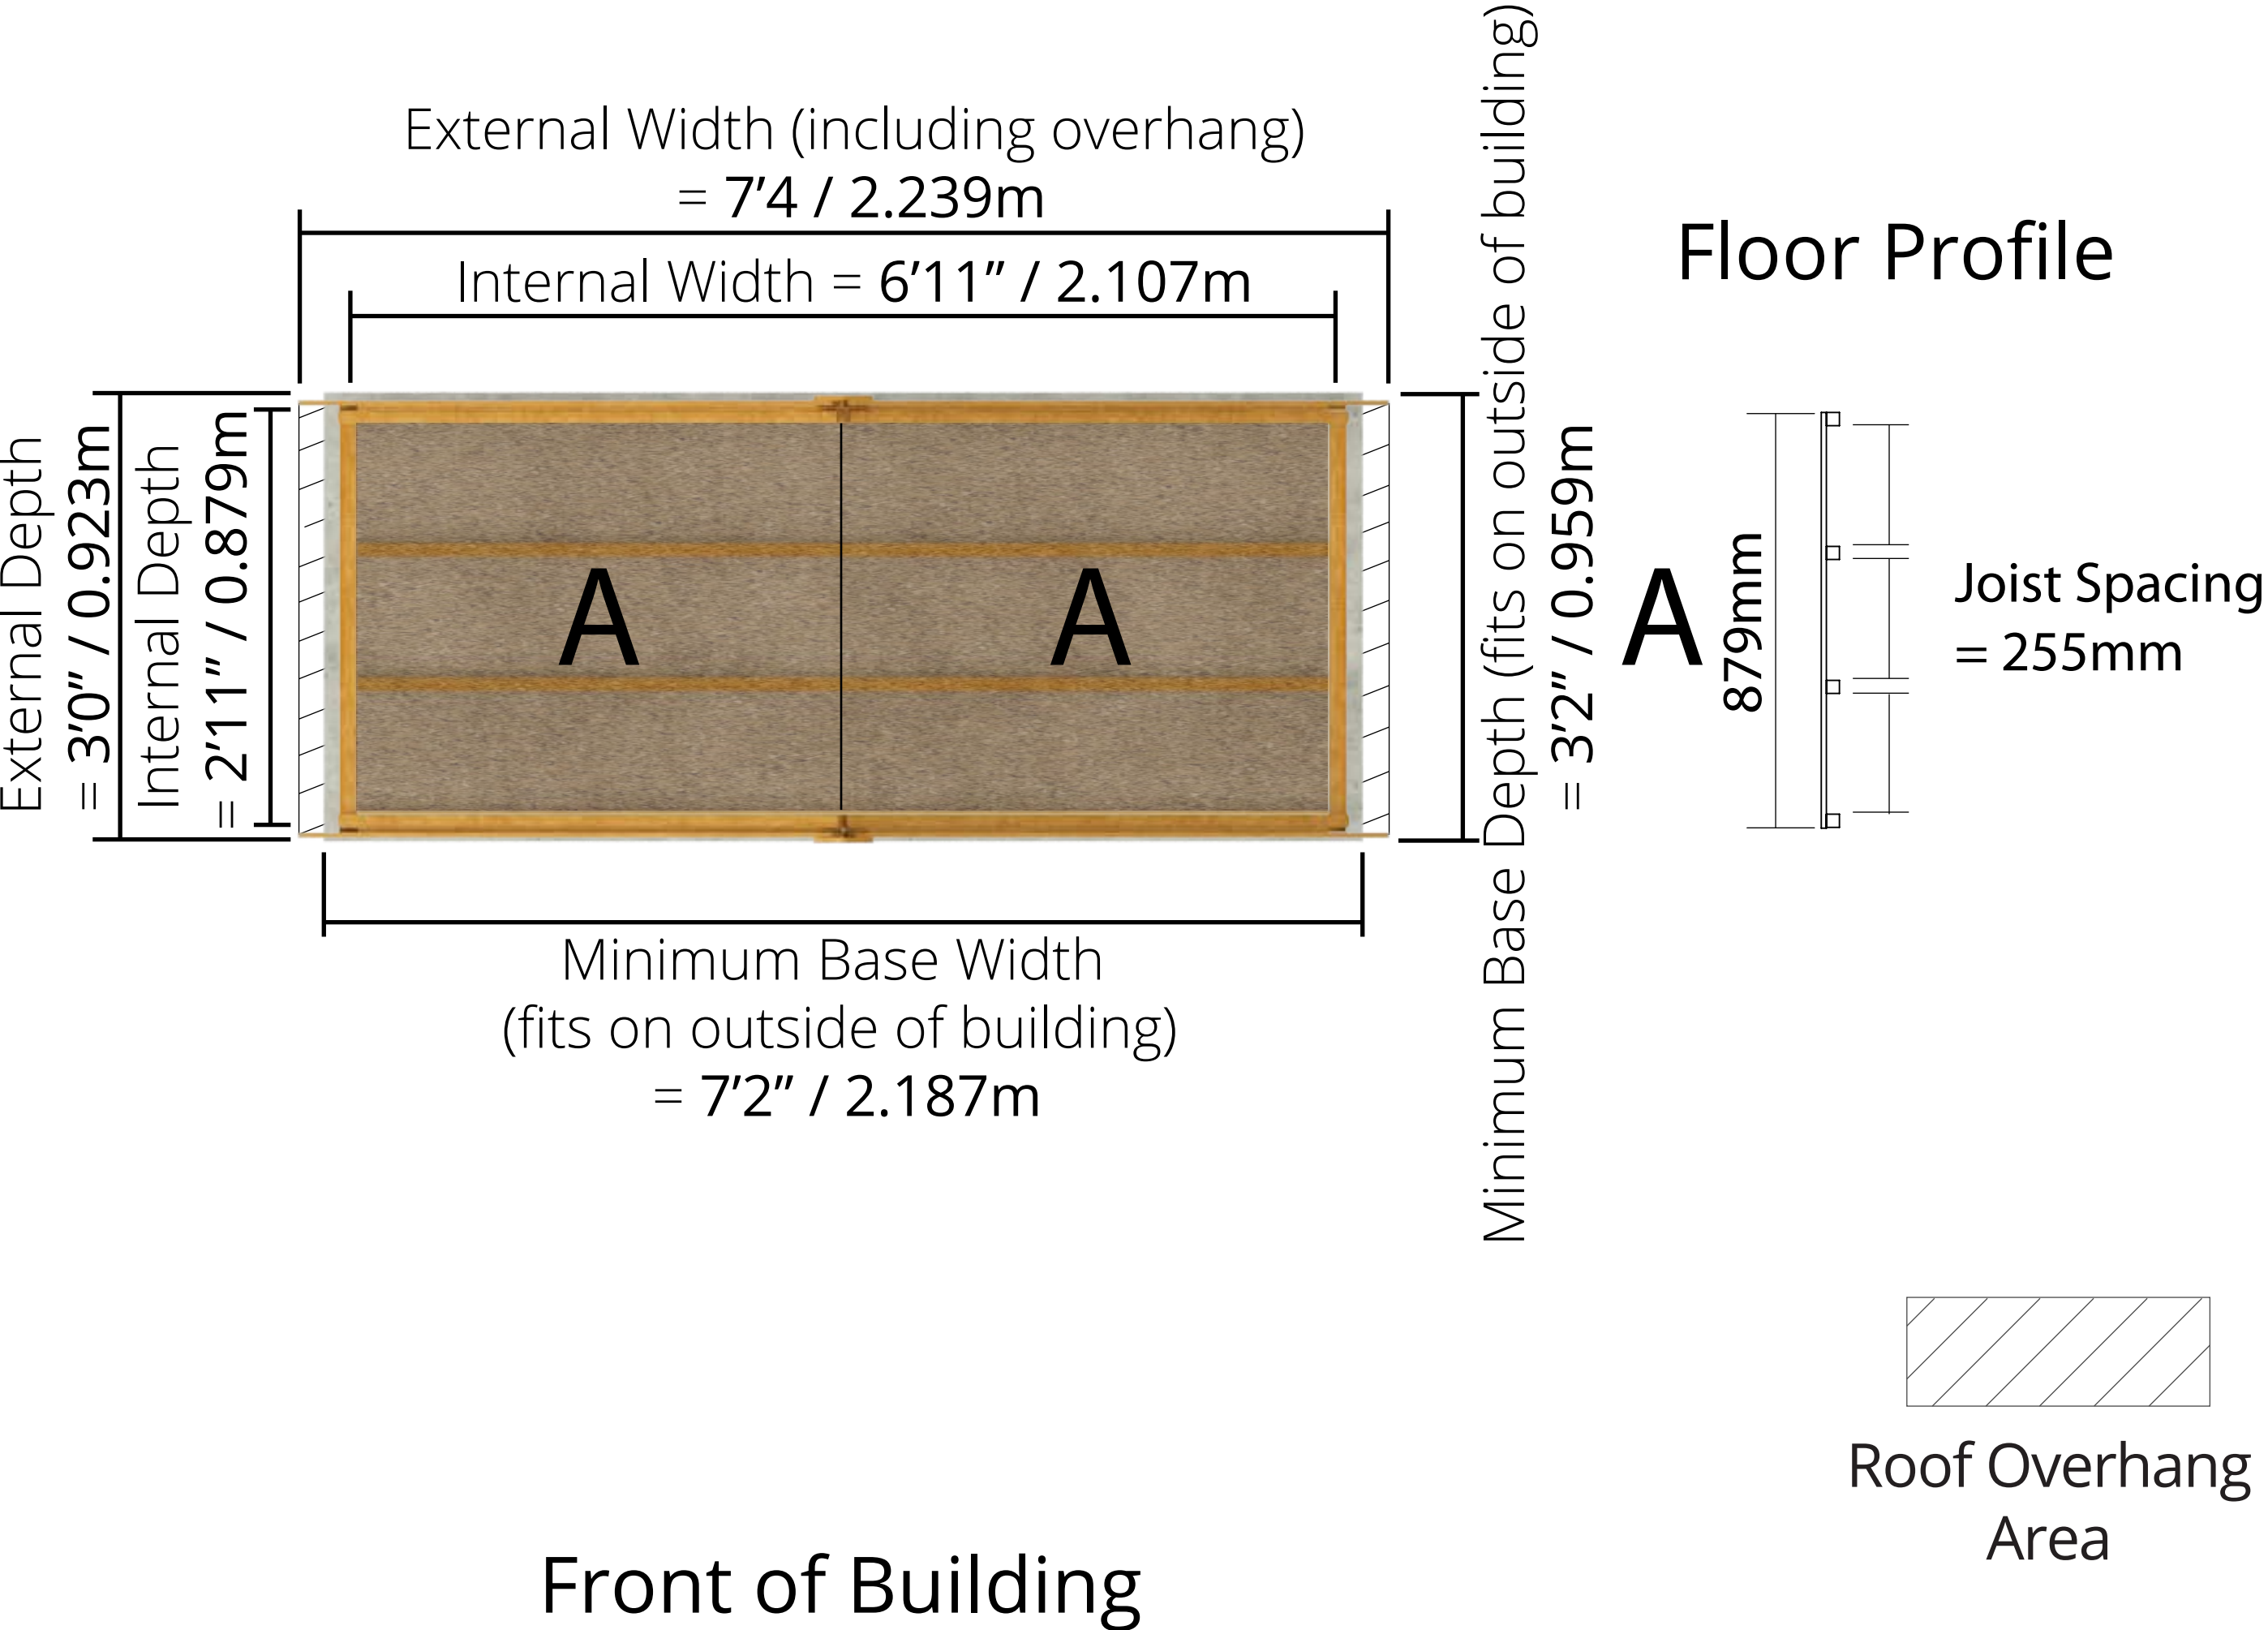 External Width (including overhang)
= 7’4 / 2.239m
Internal Width = 6’11” / 2.107m
Floor Profile
External Depth
= 3’0” / 0.923m
Internal Depth
= 2’11” / 0.879m
A
A
Minimum Base Depth (fits on outside of building)
= 3’2” / 0.959m
A
879mm
Joist Spacing
= 255mm
Minimum Base Width
(fits on outside of building)
= 7’2” / 2.187m
Roof Overhang
Area
Front of Building